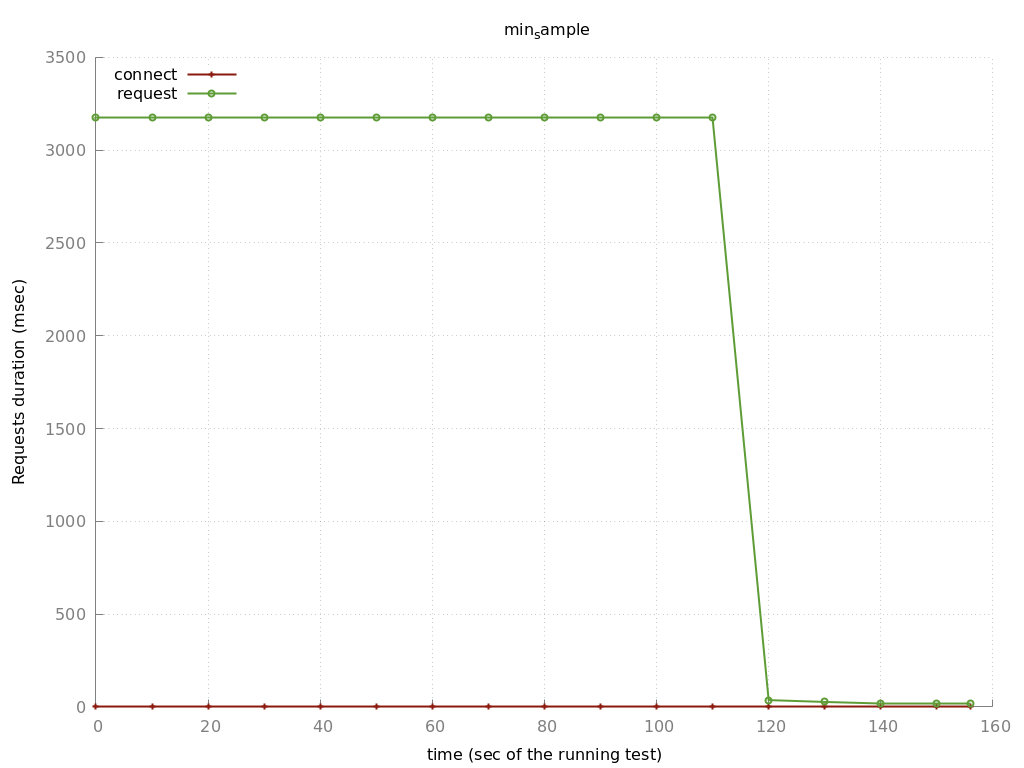 min_sample
connect
request
3500
3000
2500
2000
1500
1000
500
0
Requests duration (msec)
0 20 40 60 80 100 120 140 160
time (sec of the running test)